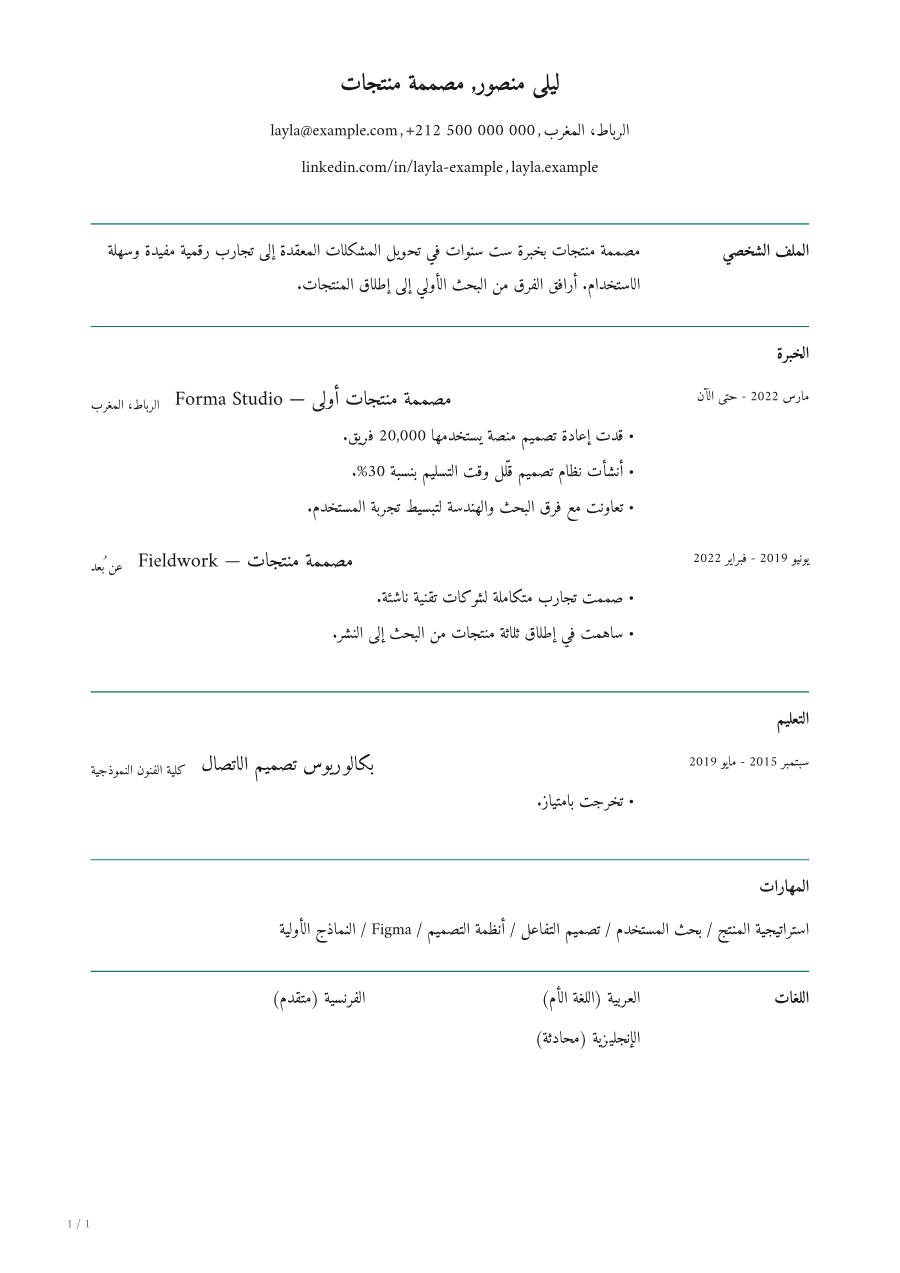 ليلى منصور, مصممة منتجات
الرباط، المغرب, +212 500 000 000, layla@example.com
layla.example, linkedin.com/in/layla-example
الملف الشخصي
مصممة منتجات بخبرة ست سنوات في تحويل المشكلات المعقدة إلى تجارب رقمية مفيدة وسهلة
الاستخدام. أرافق الفرق من البحث الأولي إلى إطلاق المنتجات.
الخبرة
مارس 2022 - حتى الآن
مصممة منتجات أولى — Forma Studio
الرباط، المغرب
• قدت إعادة تصميم منصة يستخدمها 20,000 فريق.
• أنشأت نظام تصميم قلّل وقت التسليم بنسبة 30%.
• تعاونت مع فرق البحث والهندسة لتبسيط تجربة المستخدم.
يونيو 2019 - فبراير 2022
مصممة منتجات — Fieldwork
عن بُعد
• صممت تجارب متكاملة لشركات تقنية ناشئة.
• ساهمت في إطلاق ثلاثة منتجات من البحث إلى النشر.
التعليم
سبتمبر 2015 - مايو 2019
بكالوريوس تصميم الاتصال
كلية الفنون النموذجية
• تخرجت بامتياز.
المهارات
استراتيجية المنتج / بحث المستخدم / تصميم التفاعل / أنظمة التصميم / Figma / النماذج الأولية
اللغات
العربية (اللغة الأم)
الفرنسية (متقدم)
الإنجليزية (محادثة)
1 / 1